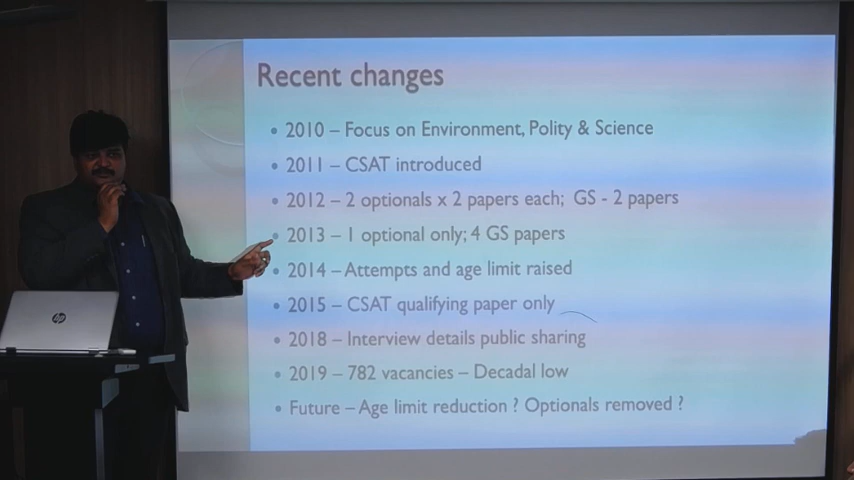 Recent changes
• 2010 – Focus on Environment, Polity & Science
• 2011 – CSAT introduced
• 2012 – 2 optionals x 2 papers each; GS - 2 papers
• 2013 – 1 optional only; 4 GS papers
• 2014 – Attempts and age limit raised
• 2015 – CSAT qualifying paper only
• 2018 – Interview details public sharing
• 2019 – 782 vacancies – Decadal low
• Future – Age limit reduction ? Optionals removed ?
hp